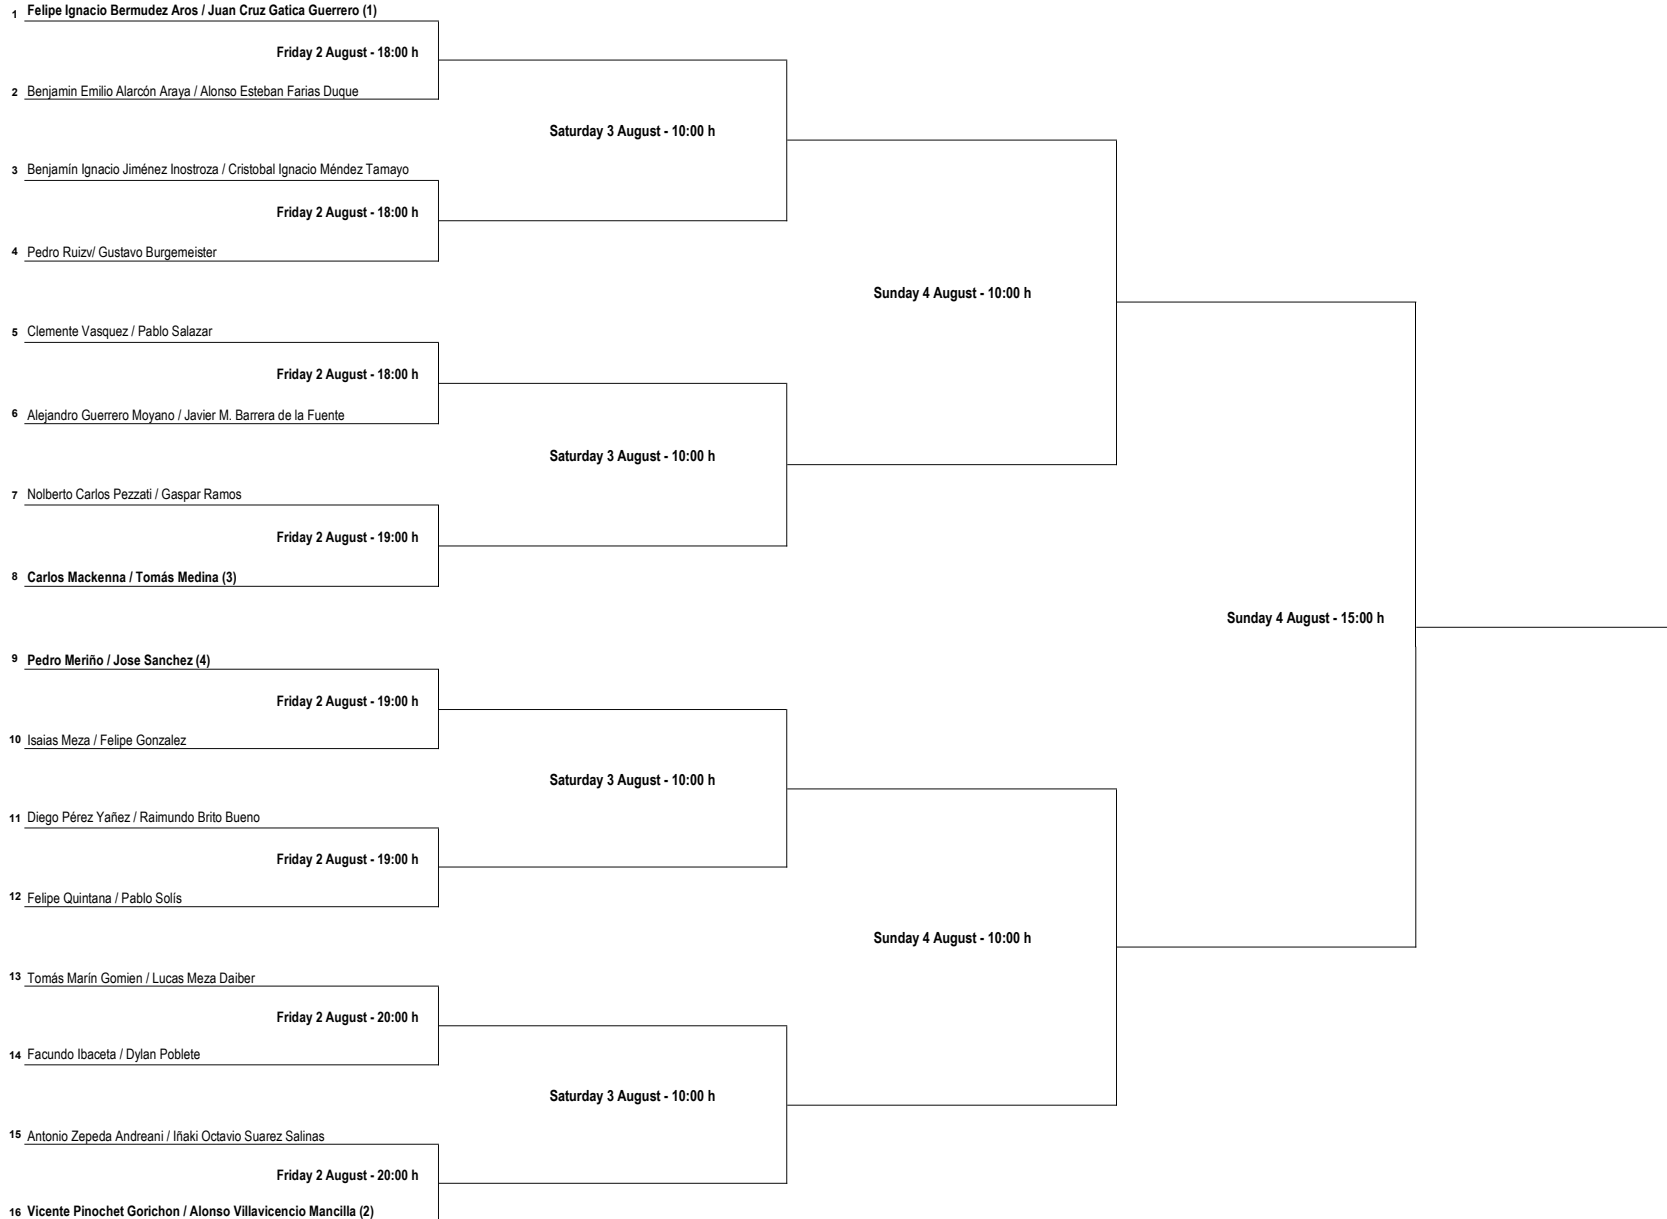 1 Felipe Ignacio Bermudez Aros / Juan Cruz Gatica Guerrero (1)
Friday 2 August - 18:00 h
2 Benjamin Emilio Alarcón Araya / Alonso Esteban Farias Duque
Saturday 3 August - 10:00 h
3 Benjamín Ignacio Jiménez Inostroza / Cristobal Ignacio Méndez Tamayo
Friday 2 August - 18:00 h
4 Pedro Ruizv/ Gustavo Burgemeister
Sunday 4 August - 10:00 h
5 Clemente Vasquez / Pablo Salazar
Friday 2 August - 18:00 h
6 Alejandro Guerrero Moyano / Javier M. Barrera de la Fuente
Saturday 3 August - 10:00 h
7 Nolberto Carlos Pezzati / Gaspar Ramos
Friday 2 August - 19:00 h
8 Carlos Mackenna / Tomás Medina (3)
Sunday 4 August - 15:00 h
9 Pedro Meriño / Jose Sanchez (4)
Friday 2 August - 19:00 h
10 Isaias Meza / Felipe Gonzalez
Saturday 3 August - 10:00 h
11 Diego Pérez Yañez / Raimundo Brito Bueno
Friday 2 August - 19:00 h
12 Felipe Quintana / Pablo Solís
Sunday 4 August - 10:00 h
13 Tomás Marín Gomien / Lucas Meza Daiber
Friday 2 August - 20:00 h
14 Facundo Ibaceta / Dylan Poblete
Saturday 3 August - 10:00 h
15 Antonio Zepeda Andreani / Iñaki Octavio Suarez Salinas
Friday 2 August - 20:00 h
16 Vicente Pinochet Gorichon / Alonso Villavicencio Mancilla (2)